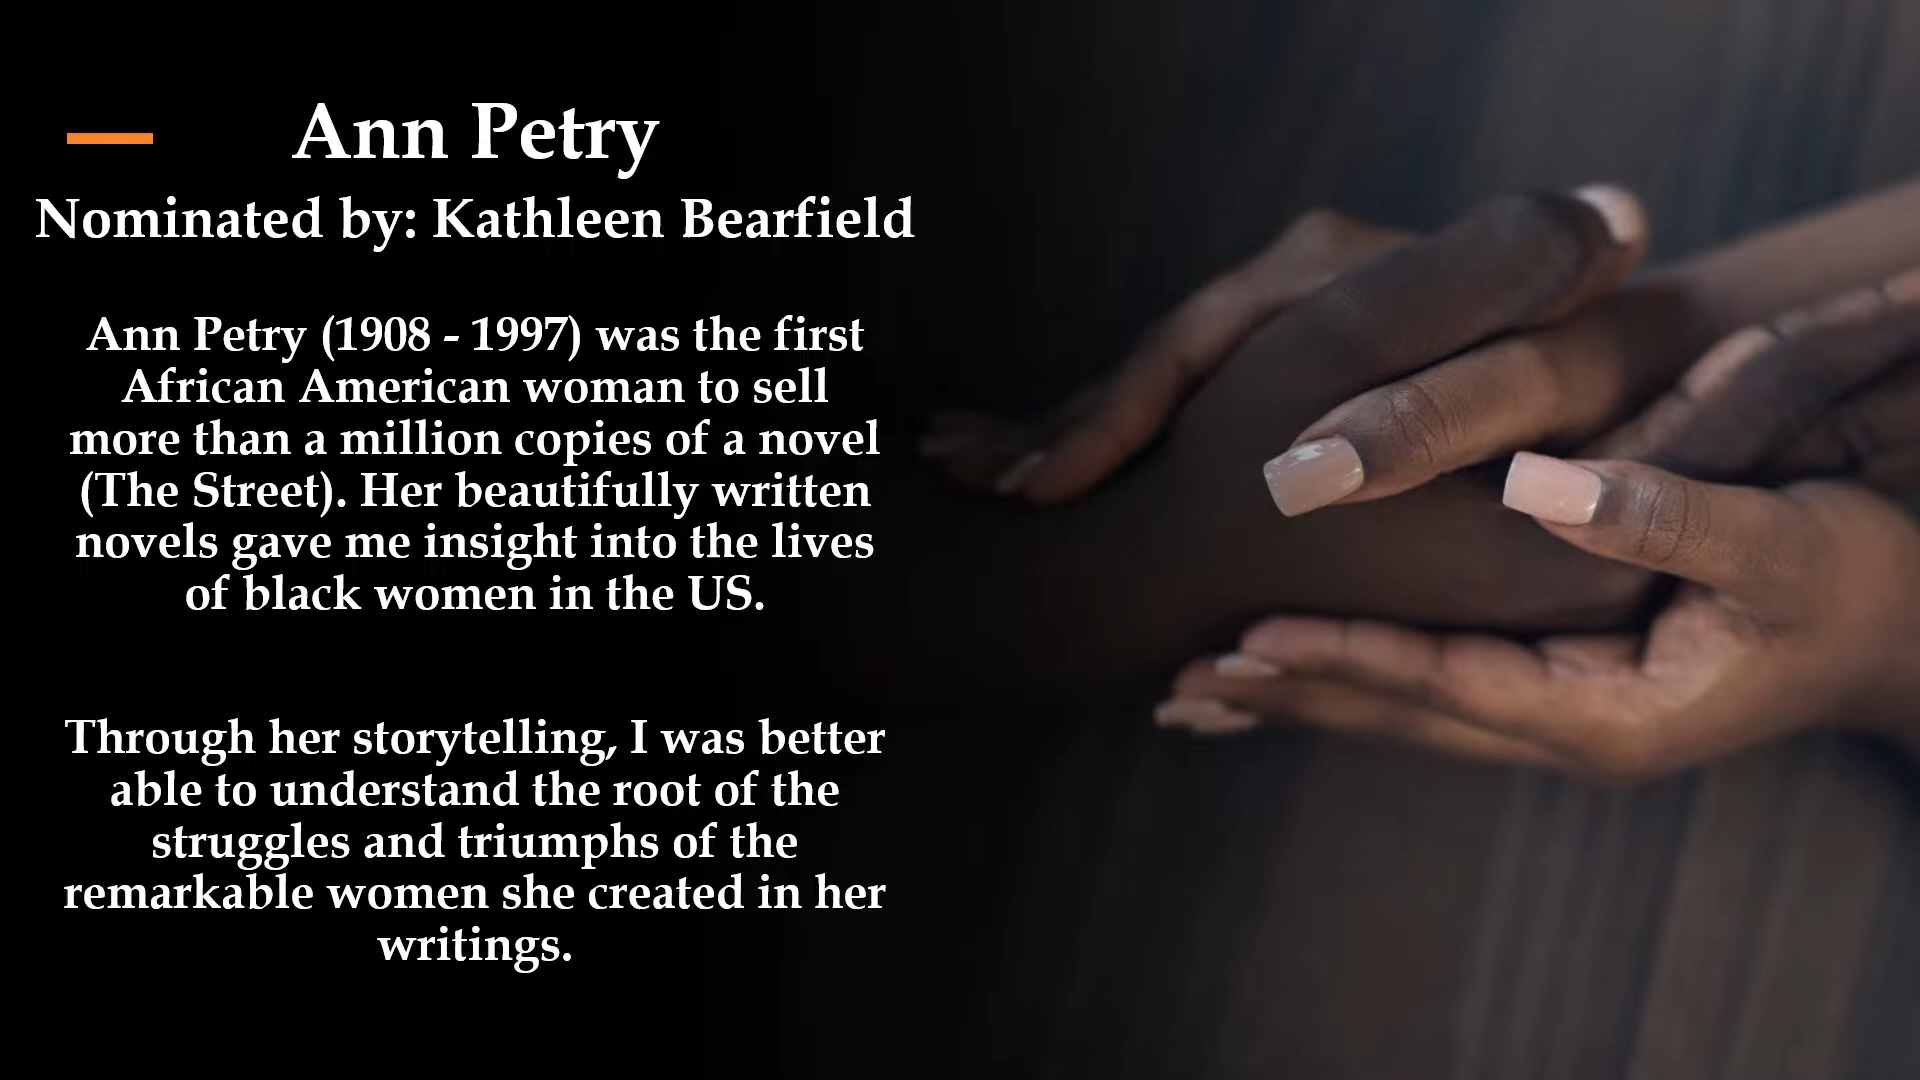 Ann Petry
Nominated by: Kathleen Bearfield
Ann Petry (1908 - 1997) was the first
African American woman to sell
more than a million copies of a novel
(The Street). Her beautifully written
novels gave me insight into the lives
of black women in the US.
Through her storytelling, I was better
able to understand the root of the
struggles and triumphs of the
remarkable women she created in her
writings.